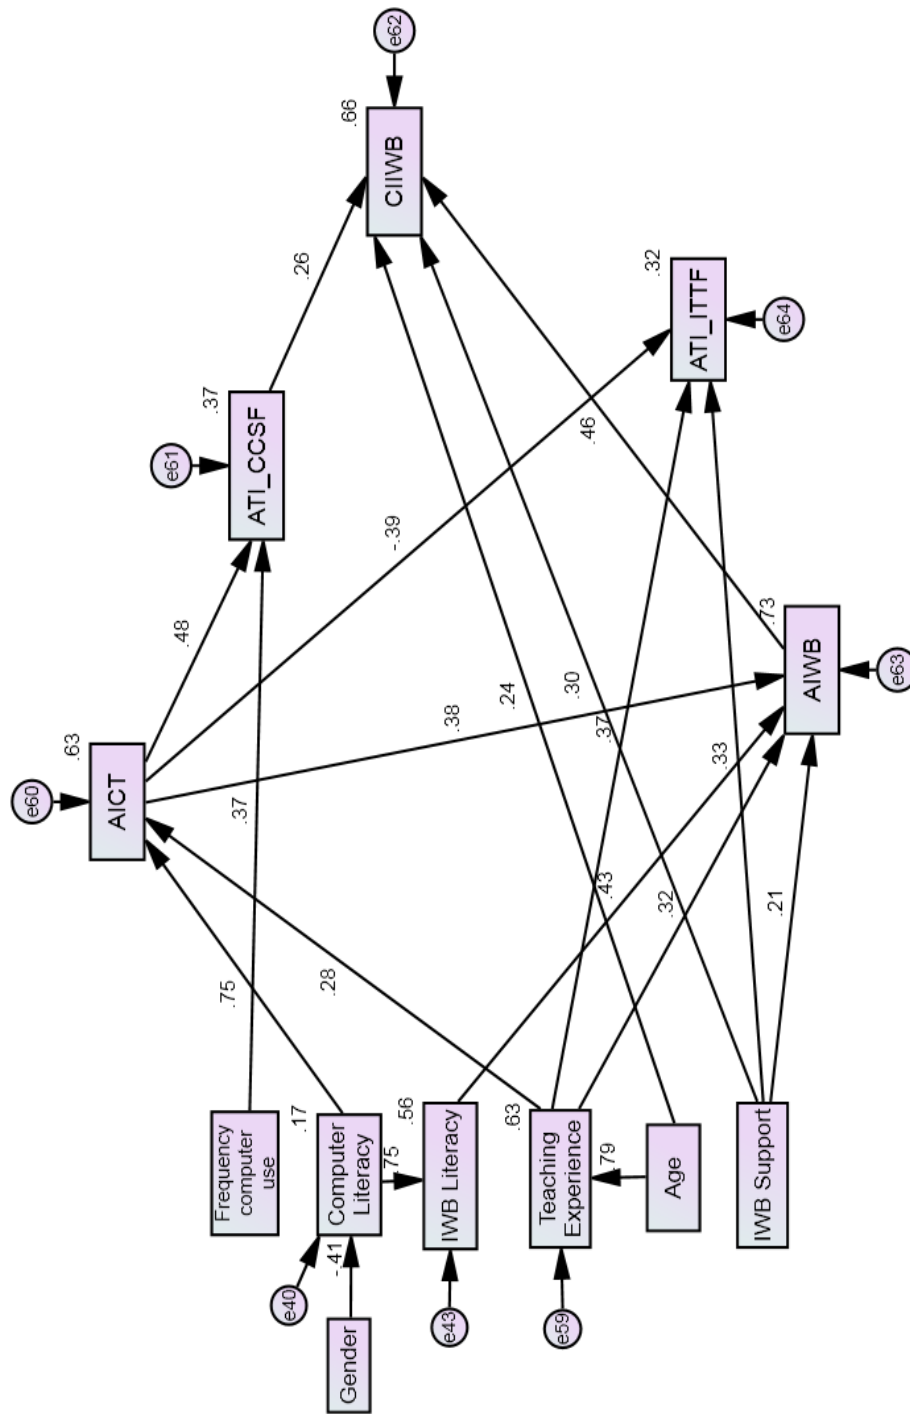 e62
.66
CIIWB
.26
.32
ATI_ITTF
e64
.37
e61
ATI_CCSF
.46
-.39
.48
.73
AIWB
e63
.38
.24
.30
.37
.33
.63
e60
AICT
.37
.43
.32
.21
.75
.28
Frequency
computer
use
.17
Computer
Literacy
.75
.56
IWB Literacy
.63
Teaching
Experience
.79
Age
IWB Support
e40
-.41
Gender
e43
e59